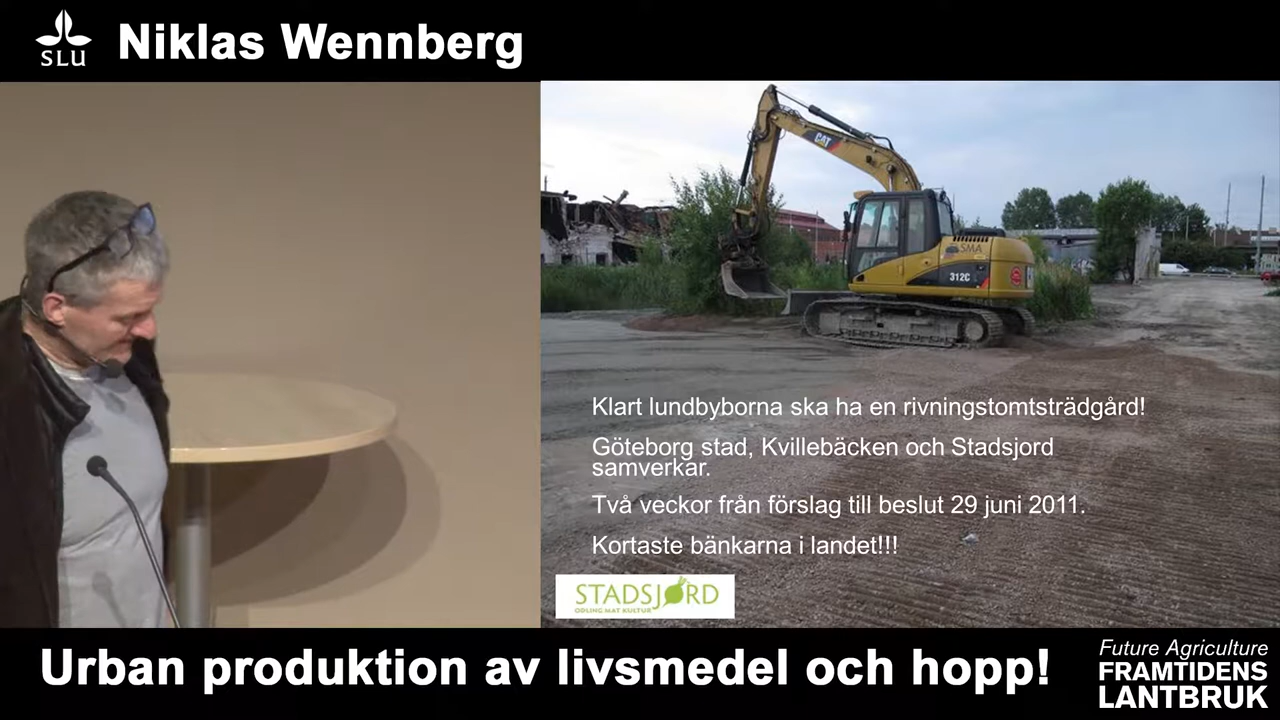 SLU
Niklas Wennberg
CAT
SMA
312C
Klart lundbyborna ska ha en rivningstomtsträdgård!
Göteborg stad, Kvillebäcken och Stadsjord
samverkar.
Två veckor från förslag till beslut 29 juni 2011.
Kortaste bänkarna i landet!!!
STADSJORD
ODLING MAT KULTUR
Urban produktion av livsmedel och hopp!
Future Agriculture
FRAMTIDENS
LANTBRUK